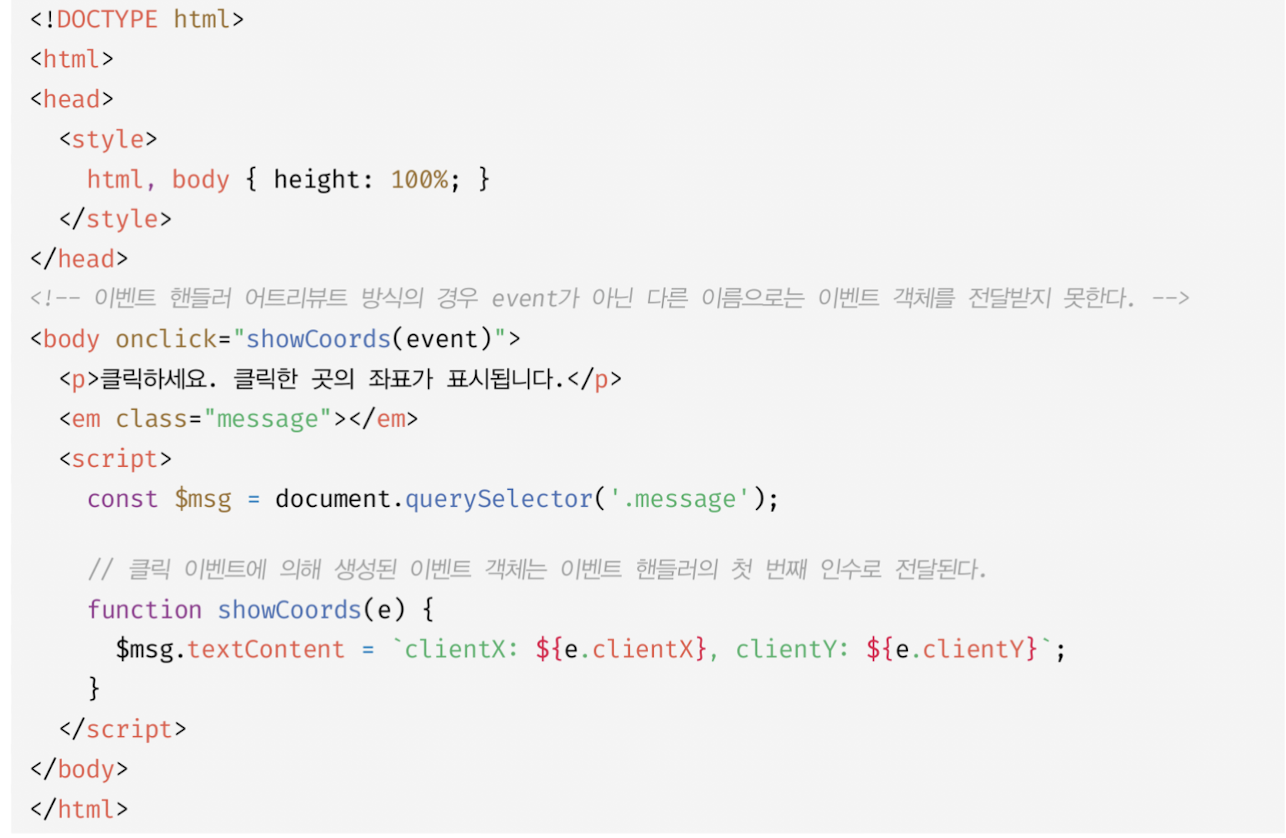 <!DOCTYPE html>
<html>
<head>
  <style>
    html, body { height: 100%; }
  </style>
</head>
<!-- 이벤트 핸들러 어트리뷰트 방식의 경우 event가 아닌 다른 이름으로는 이벤트 객체를 전달받지 못한다. -->
<body onclick="showCoords(event)">
  <p>클릭하세요. 클릭한 곳의 좌표가 표시됩니다.</p>
  <em class="message"></em>
  <script>
    const $msg = document.querySelector('.message');

    // 클릭 이벤트에 의해 생성된 이벤트 객체는 이벤트 핸들러의 첫 번째 인수로 전달된다.
    function showCoords(e) {
      $msg.textContent = `clientX: ${e.clientX}, clientY: ${e.clientY}`;
    }
  </script>
</body>
</html>